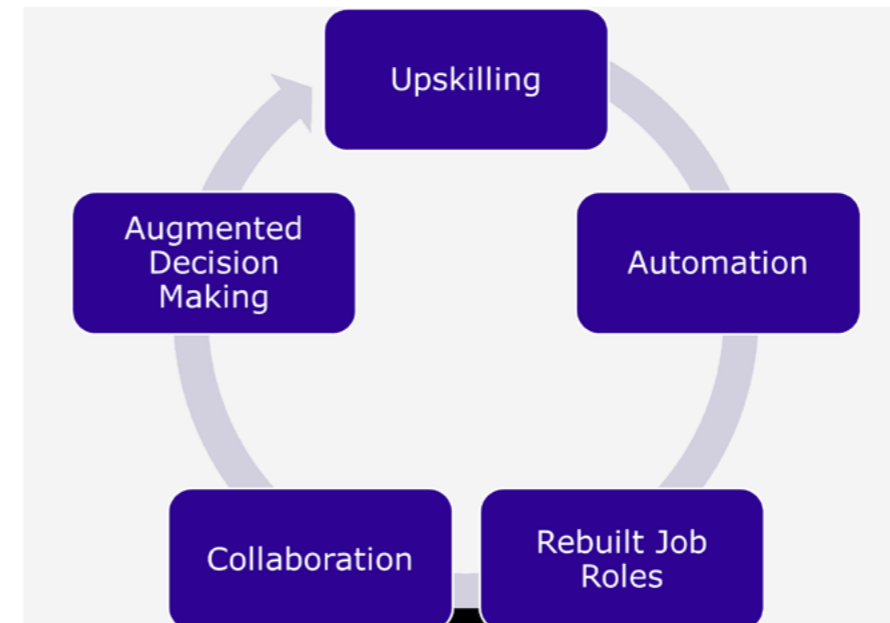 Upskilling
Automation
Rebuilt Job
Roles
Collaboration
Augmented
Decision
Making